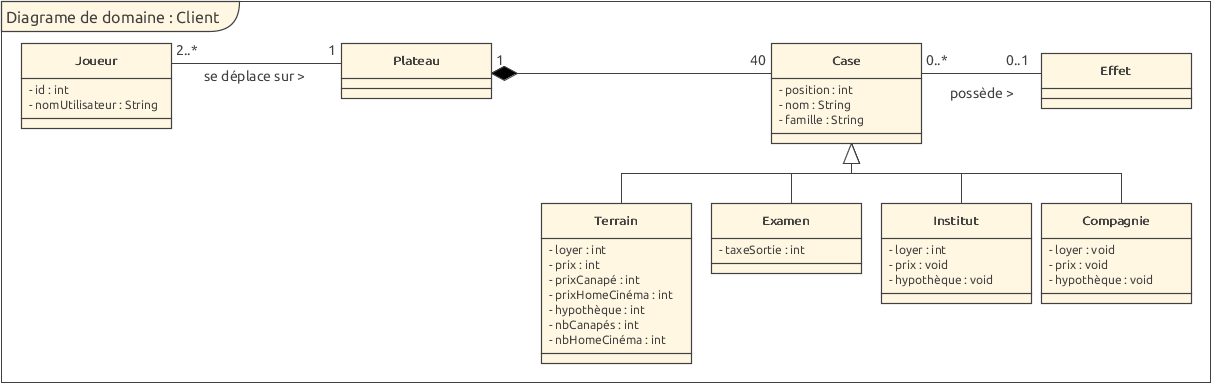 Diagrame de domaine : Client
Joueur
- id : int
- nomUtilisateur : String
2..*
1
se déplace sur >
Plateau
1
40
Case
- position : int
- nom : String
- famille : String
0..*
0..1
possède >
Effet
Terrain
- loyer : int
- prix : int
- prixCanapé : int
- prixHomeCinéma : int
- hypothèque : int
- nbCanapés : int
- nbHomeCinéma : int
Examen
- taxeSortie : int
Institut
- loyer : int
- prix : void
- hypothèque : void
Compagnie
- loyer : void
- prix : void
- hypothèque : void